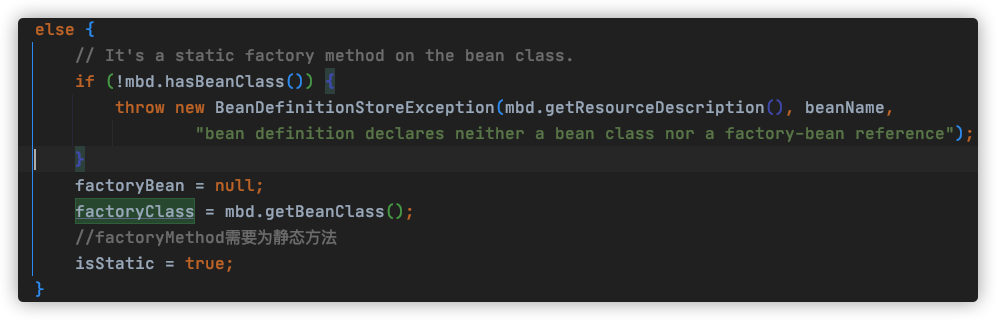 else {
// It's a static factory method on the bean class.
if (!mbd.hasBeanClass()) {
throw new BeanDefinitionStoreException(mbd.getResourceDescription(), beanName,
"bean definition declares neither a bean class nor a factory-bean reference");
}
factoryBean = null;
factoryClass = mbd.getBeanClass();
//factoryMethod需要为静态方法
isStatic = true;
}